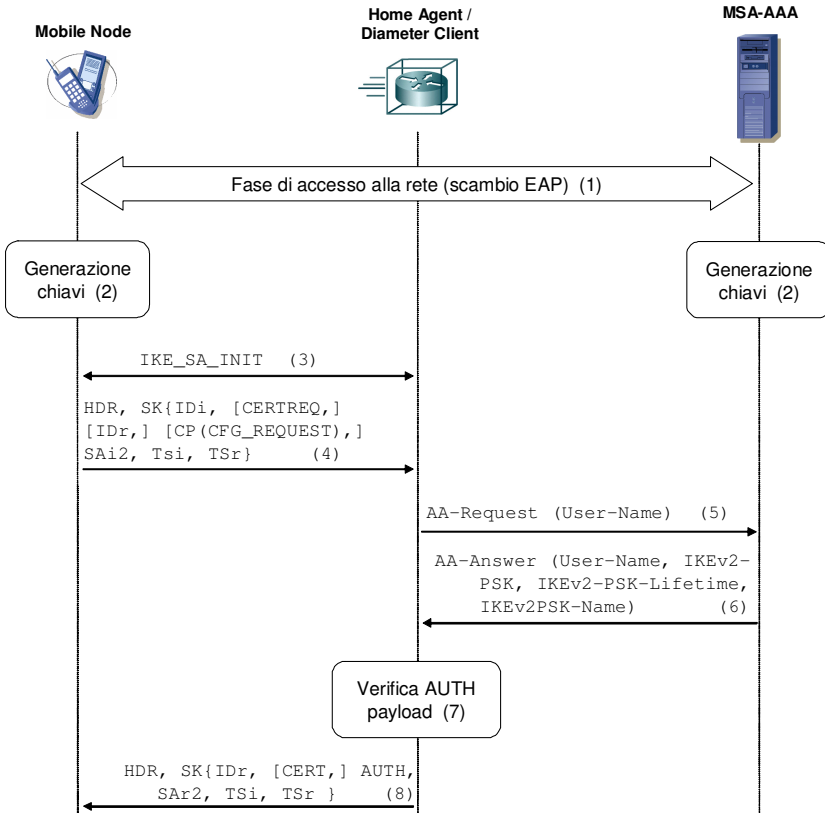 Mobile Node
Home Agent /
Diameter Client
MSA-AAA
Fase di accesso alla rete (scambio EAP) (1)
Generazione
chiavi (2)
Generazione
chiavi (2)
IKE_SA_INIT (3)
HDR, SK{IDi, [CERTREQ,]
[IDr,] [CP(CFG_REQUEST),]
SAi2, Tsi, TSr} (4)
AA-Request (User-Name) (5)
AA-Answer (User-Name, IKEv2-
PSK, IKEv2-PSK-Lifetime,
IKEv2PSK-Name) (6)
Verifica AUTH
payload (7)
HDR, SK{IDr, [CERT,] AUTH,
SAr2, TSi, TSr } (8)